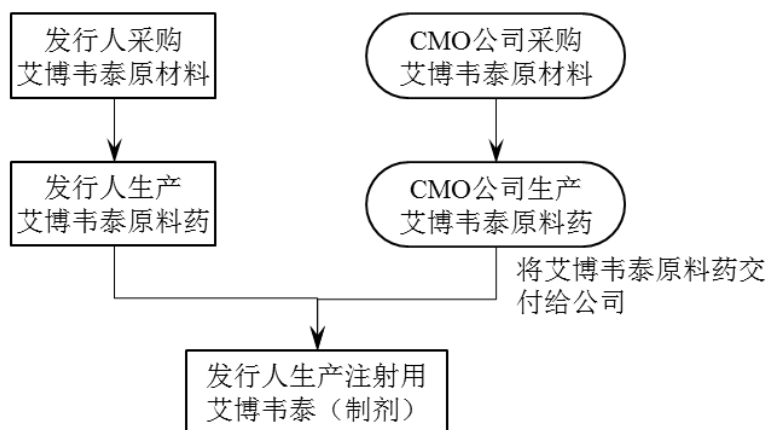 发行人采购
艾博韦泰原材料
CMO公司采购
艾博韦泰原材料
发行人生产
艾博韦泰原料药
CMO公司生产
艾博韦泰原料药
将艾博韦泰原料药交
付给公司
发行人生产注射用
艾博韦泰（制剂）